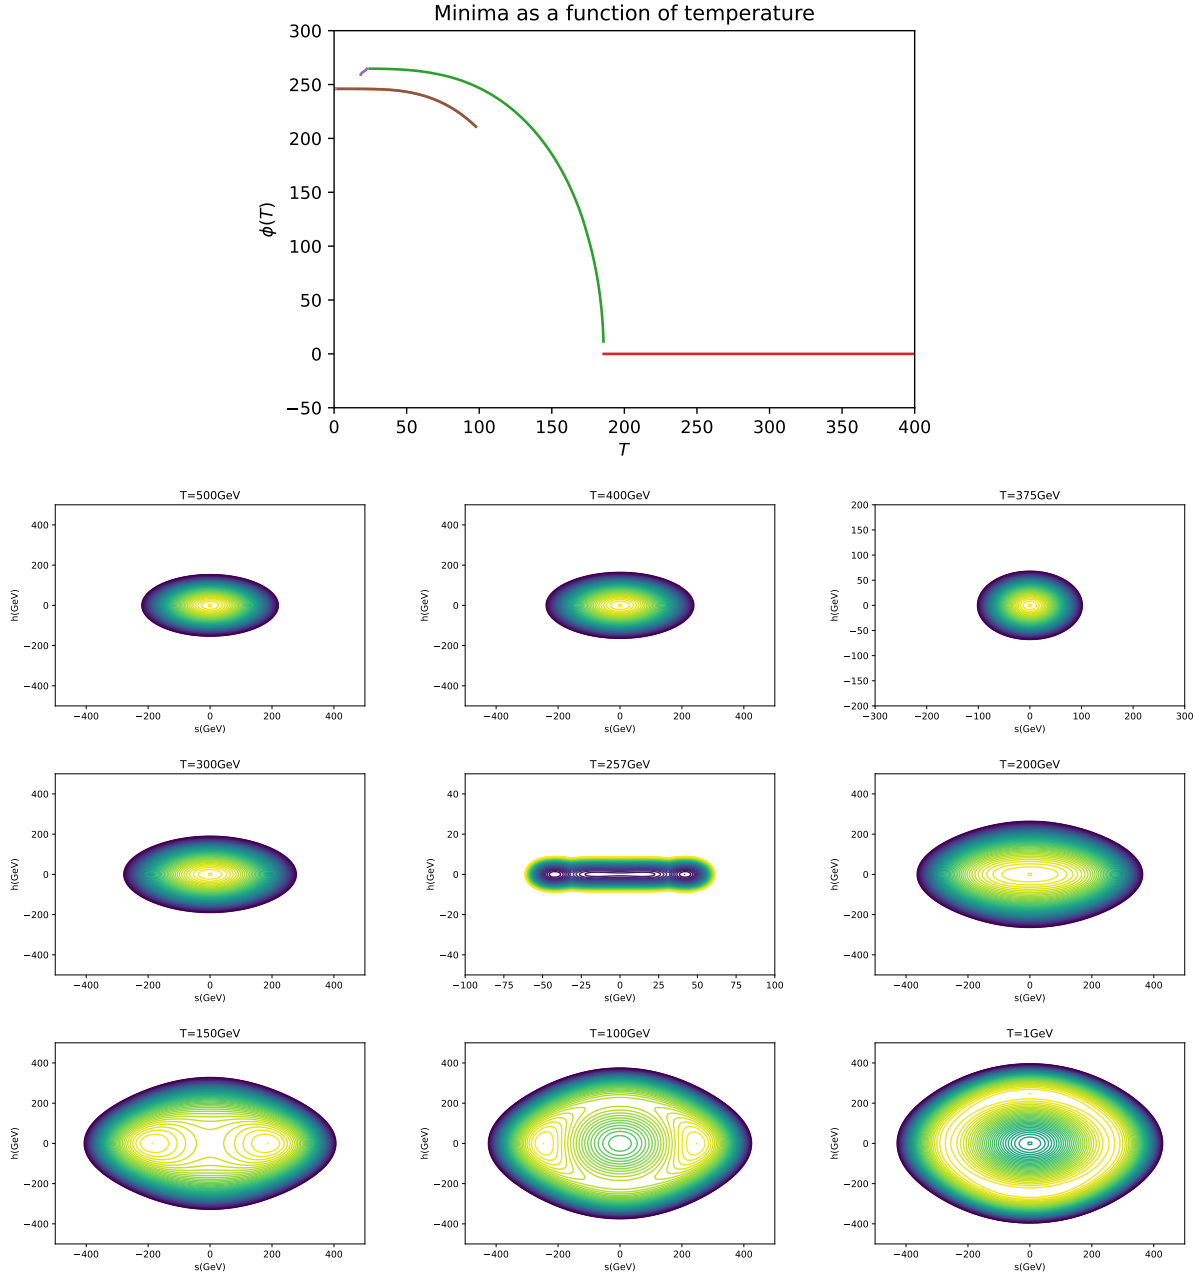 Minima as a function of temperature
300
250
200
150
100
50
0
−50
ϕ(T)
0 50 100 150 200 250 300 350 400
T
T=500GeV
400
200
0
−200
−400
h(GeV)
−400 −200 0 200 400
s(GeV)
T=400GeV
400
200
0
−200
−400
h(GeV)
−400 −200 0 200 400
s(GeV)
T=375GeV
200
150
100
50
0
−50
−100
−150
−200
h(GeV)
−300 −200 −100 0 100 200 300
s(GeV)
T=300GeV
400
200
0
−200
−400
h(GeV)
−400 −200 0 200 400
s(GeV)
T=257GeV
40
20
0
−20
−40
h(GeV)
−100 −75 −50 −25 0 25 50 75 100
s(GeV)
T=200GeV
400
200
0
−200
−400
h(GeV)
−400 −200 0 200 400
s(GeV)
T=150GeV
400
200
0
−200
−400
h(GeV)
−400 −200 0 200 400
s(GeV)
T=100GeV
400
200
0
−200
−400
h(GeV)
−400 −200 0 200 400
s(GeV)
T=1GeV
400
200
0
−200
−400
h(GeV)
−400 −200 0 200 400
s(GeV)